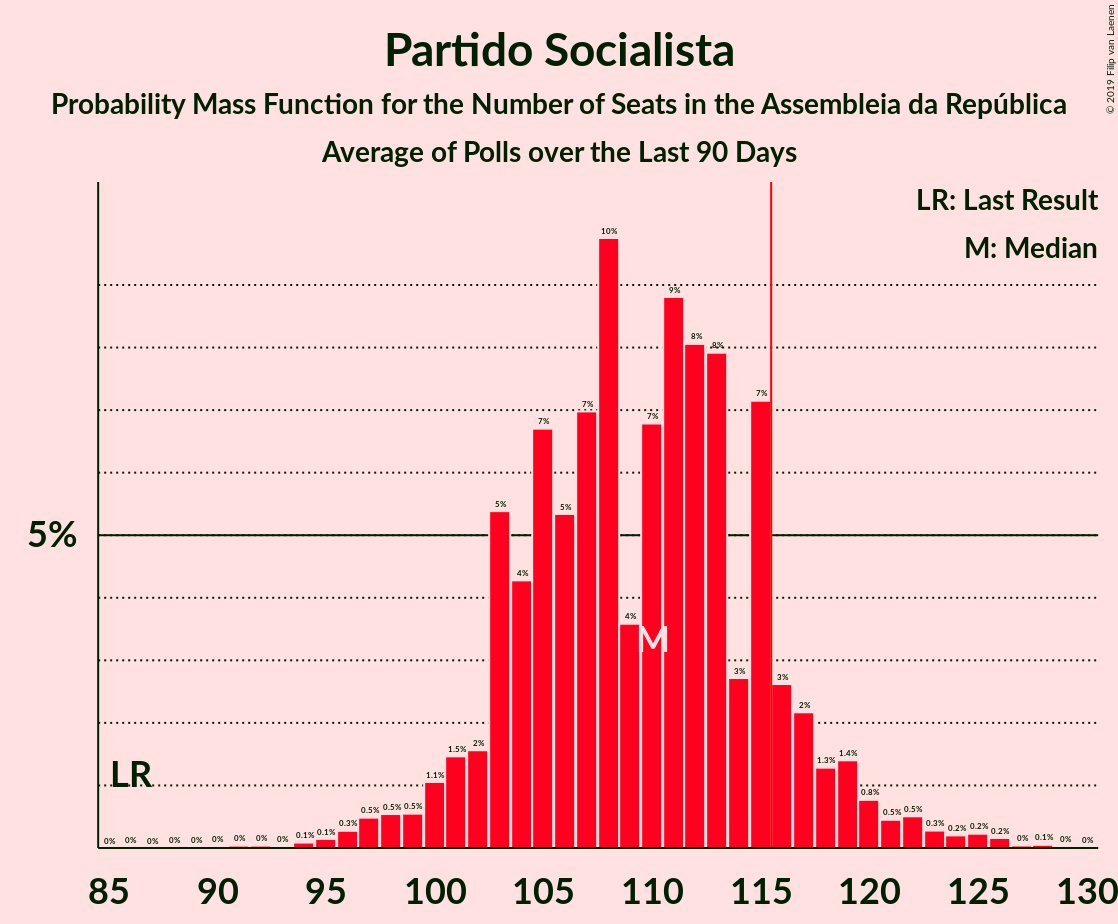 Partido Socialista
Probability Mass Function for the Number of Seats in the Assembleia da República
Average of Polls over the Last 90 Days
© 2019 Filip van Laenen
LR: Last Result
M: Median
5%
LR
M
0% 0% 0% 0% 0% 0% 0% 0% 0% 0.1% 0.1% 0.3% 0.5% 0.5% 0.5% 1.1% 1.5% 2% 5% 4% 7% 5% 7% 10% 4% 7% 9% 8% 8% 3% 7% 3% 2% 1.3% 1.4% 0.8% 0.5% 0.5% 0.3% 0.2% 0.2% 0.2% 0% 0.1% 0% 0%
85 90 95 100 105 110 115 120 125 130